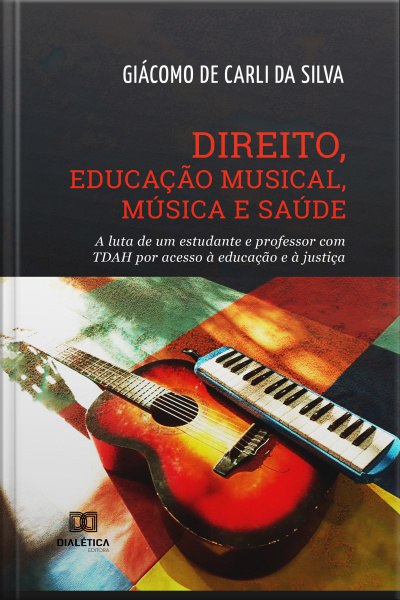 GIÁCOMO DE CARLI DA SILVA
DIREITO,
EDUCAÇÃO MUSICAL,
MÚSICA E SAÚDE
A luta de um estudante e professor com
TDAH por acesso à educação e à justiça
DIALÉTICA
EDITORA